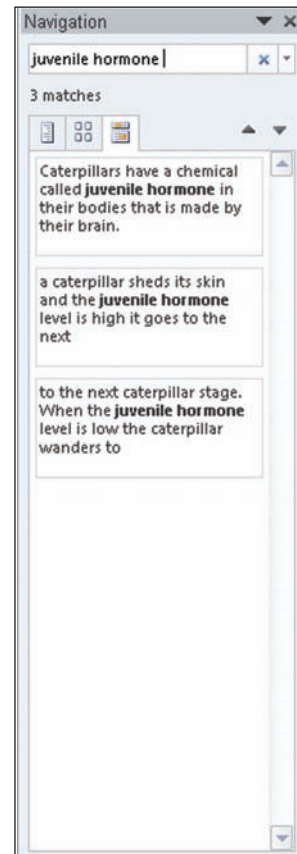 Navigation
juvenile hormone
3 matches
Caterpillars have a chemical
called juvenile hormone in
their bodies that is made by
their brain.
a caterpillar sheds its skin
and the juvenile hormone
level is high it goes to the
next
to the next caterpillar stage.
When the juvenile hormone
level is low the caterpillar
wanders to